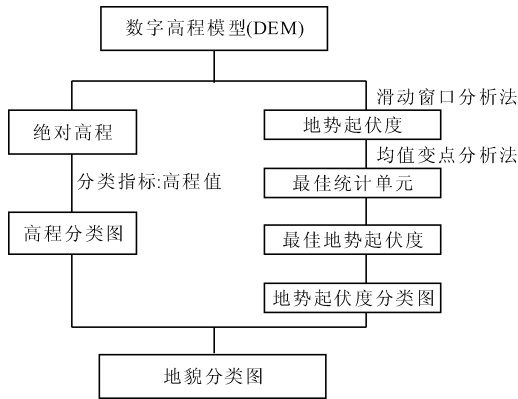 数字高程模型(DEM)
滑动窗口分析法
绝对高程
地势起伏度
均值变点分析法
分类指标:高程值
最佳统计单元
高程分类图
最佳地势起伏度
地势起伏度分类图
地貌分类图